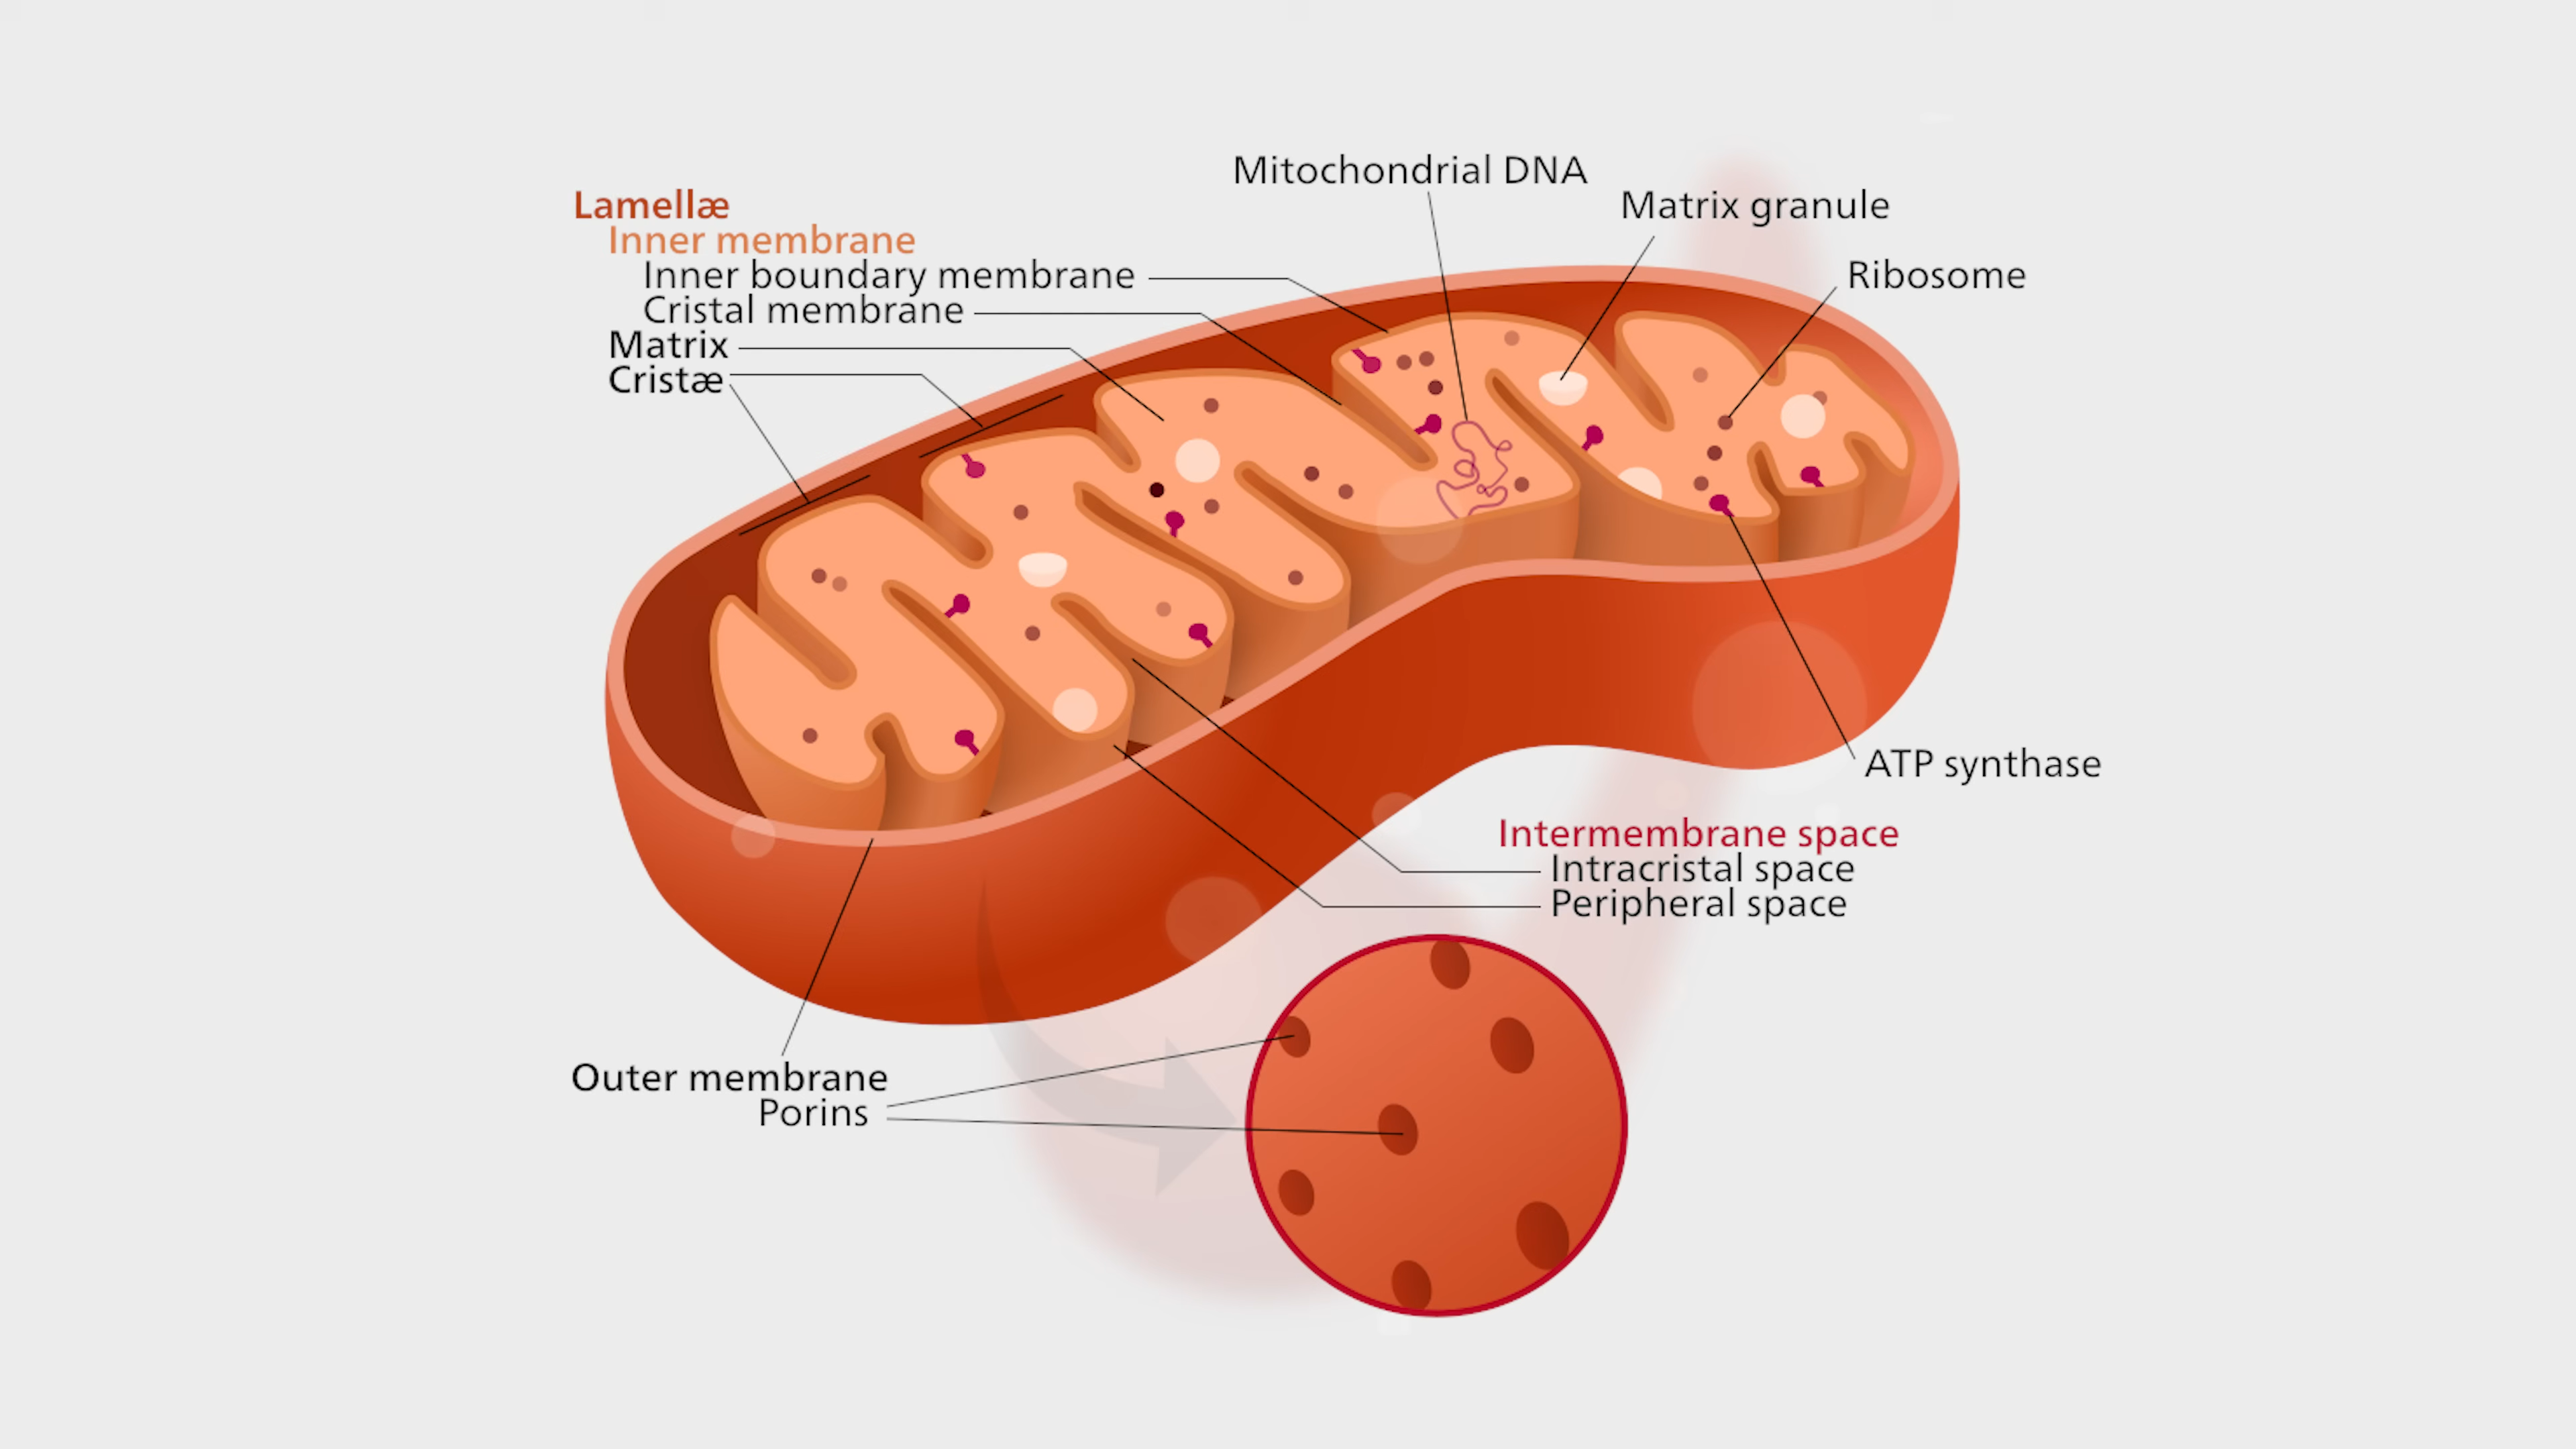 Mitochondrial DNA
Lamellæ
Matrix granule
Inner membrane
Inner boundary membrane
Ribosome
Cristal membrane
Matrix
Cristæ
ATP synthase
Intermembrane space
Intracristal space
Peripheral space
Outer membrane
Porins